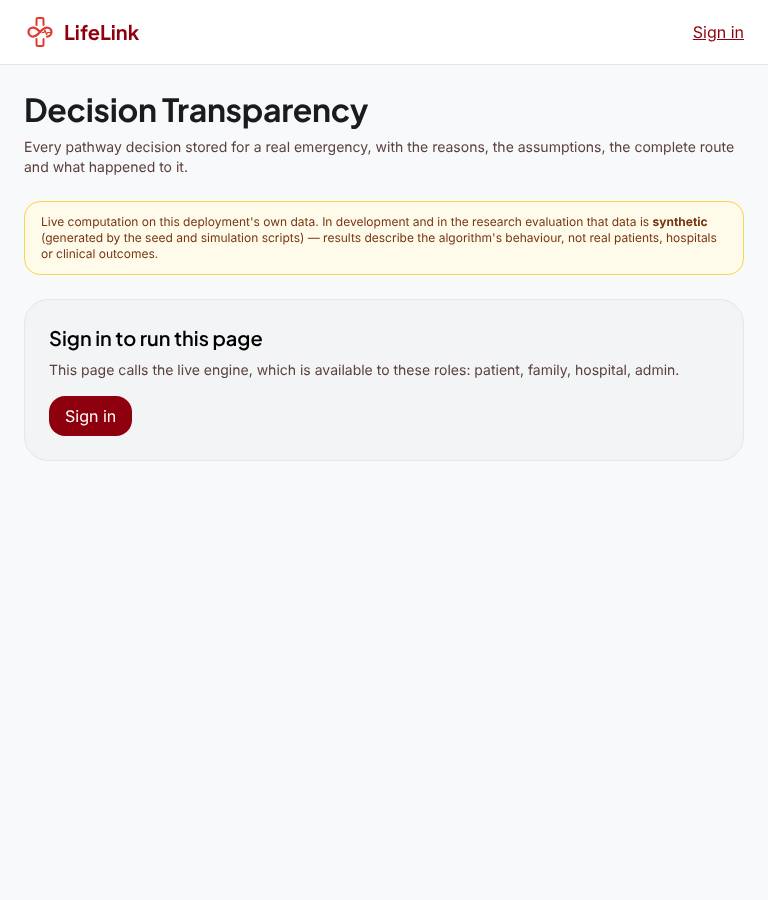 LifeLink
Sign in
Decision Transparency
Every pathway decision stored for a real emergency, with the reasons, the assumptions, the complete route
and what happened to it.
Live computation on this deployment's own data. In development and in the research evaluation that data is synthetic
(generated by the seed and simulation scripts) — results describe the algorithm's behaviour, not real patients, hospitals
or clinical outcomes.
Sign in to run this page
This page calls the live engine, which is available to these roles: patient, family, hospital, admin.
Sign in